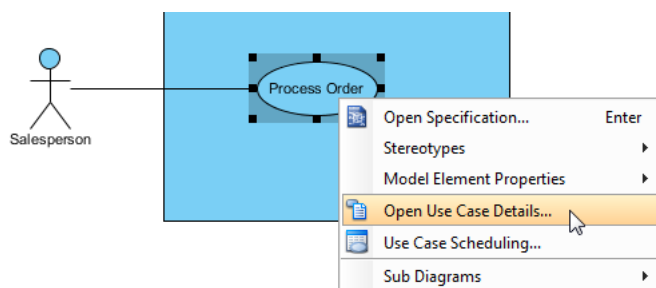 Process Order
Salesperson
Open Specification... Enter
Stereotypes
Model Element Properties
Open Use Case Details...
Use Case Scheduling...
Sub Diagrams